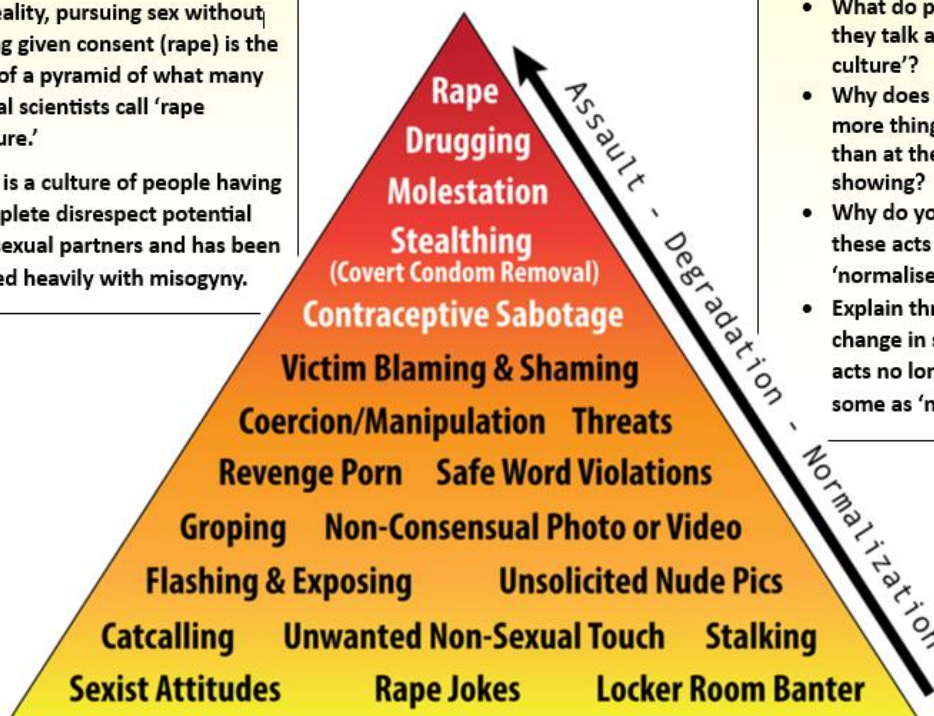 eality, pursuing sex without
g given consent (rape) is the
of a pyramid of what many
al scientists call 'rape
ure.'
is a culture of people having
plete disrespect potential
sexual partners and has been
ed heavily with misogyny.
Rape
Drugging
Molestation
Stealthing
(Covert Condom Removal)
Contraceptive Sabotage
Victim Blaming & Shaming
Coercion/Manipulation Threats
Revenge Porn Safe Word Violations
Groping Non-Consensual Photo or Video
Flashing & Exposing Unsolicited Nude Pics
Catcalling Unwanted Non-Sexual Touch Stalking
Sexist Attitudes Rape Jokes Locker Room Banter
Assault - Degradation - Normalization
• What do p
they talk a
culture'?
• Why does
more thing
than at the
showing?
• Why do yo
these acts
'normalise
• Explain thr
change in s
acts no lon
some as 'n